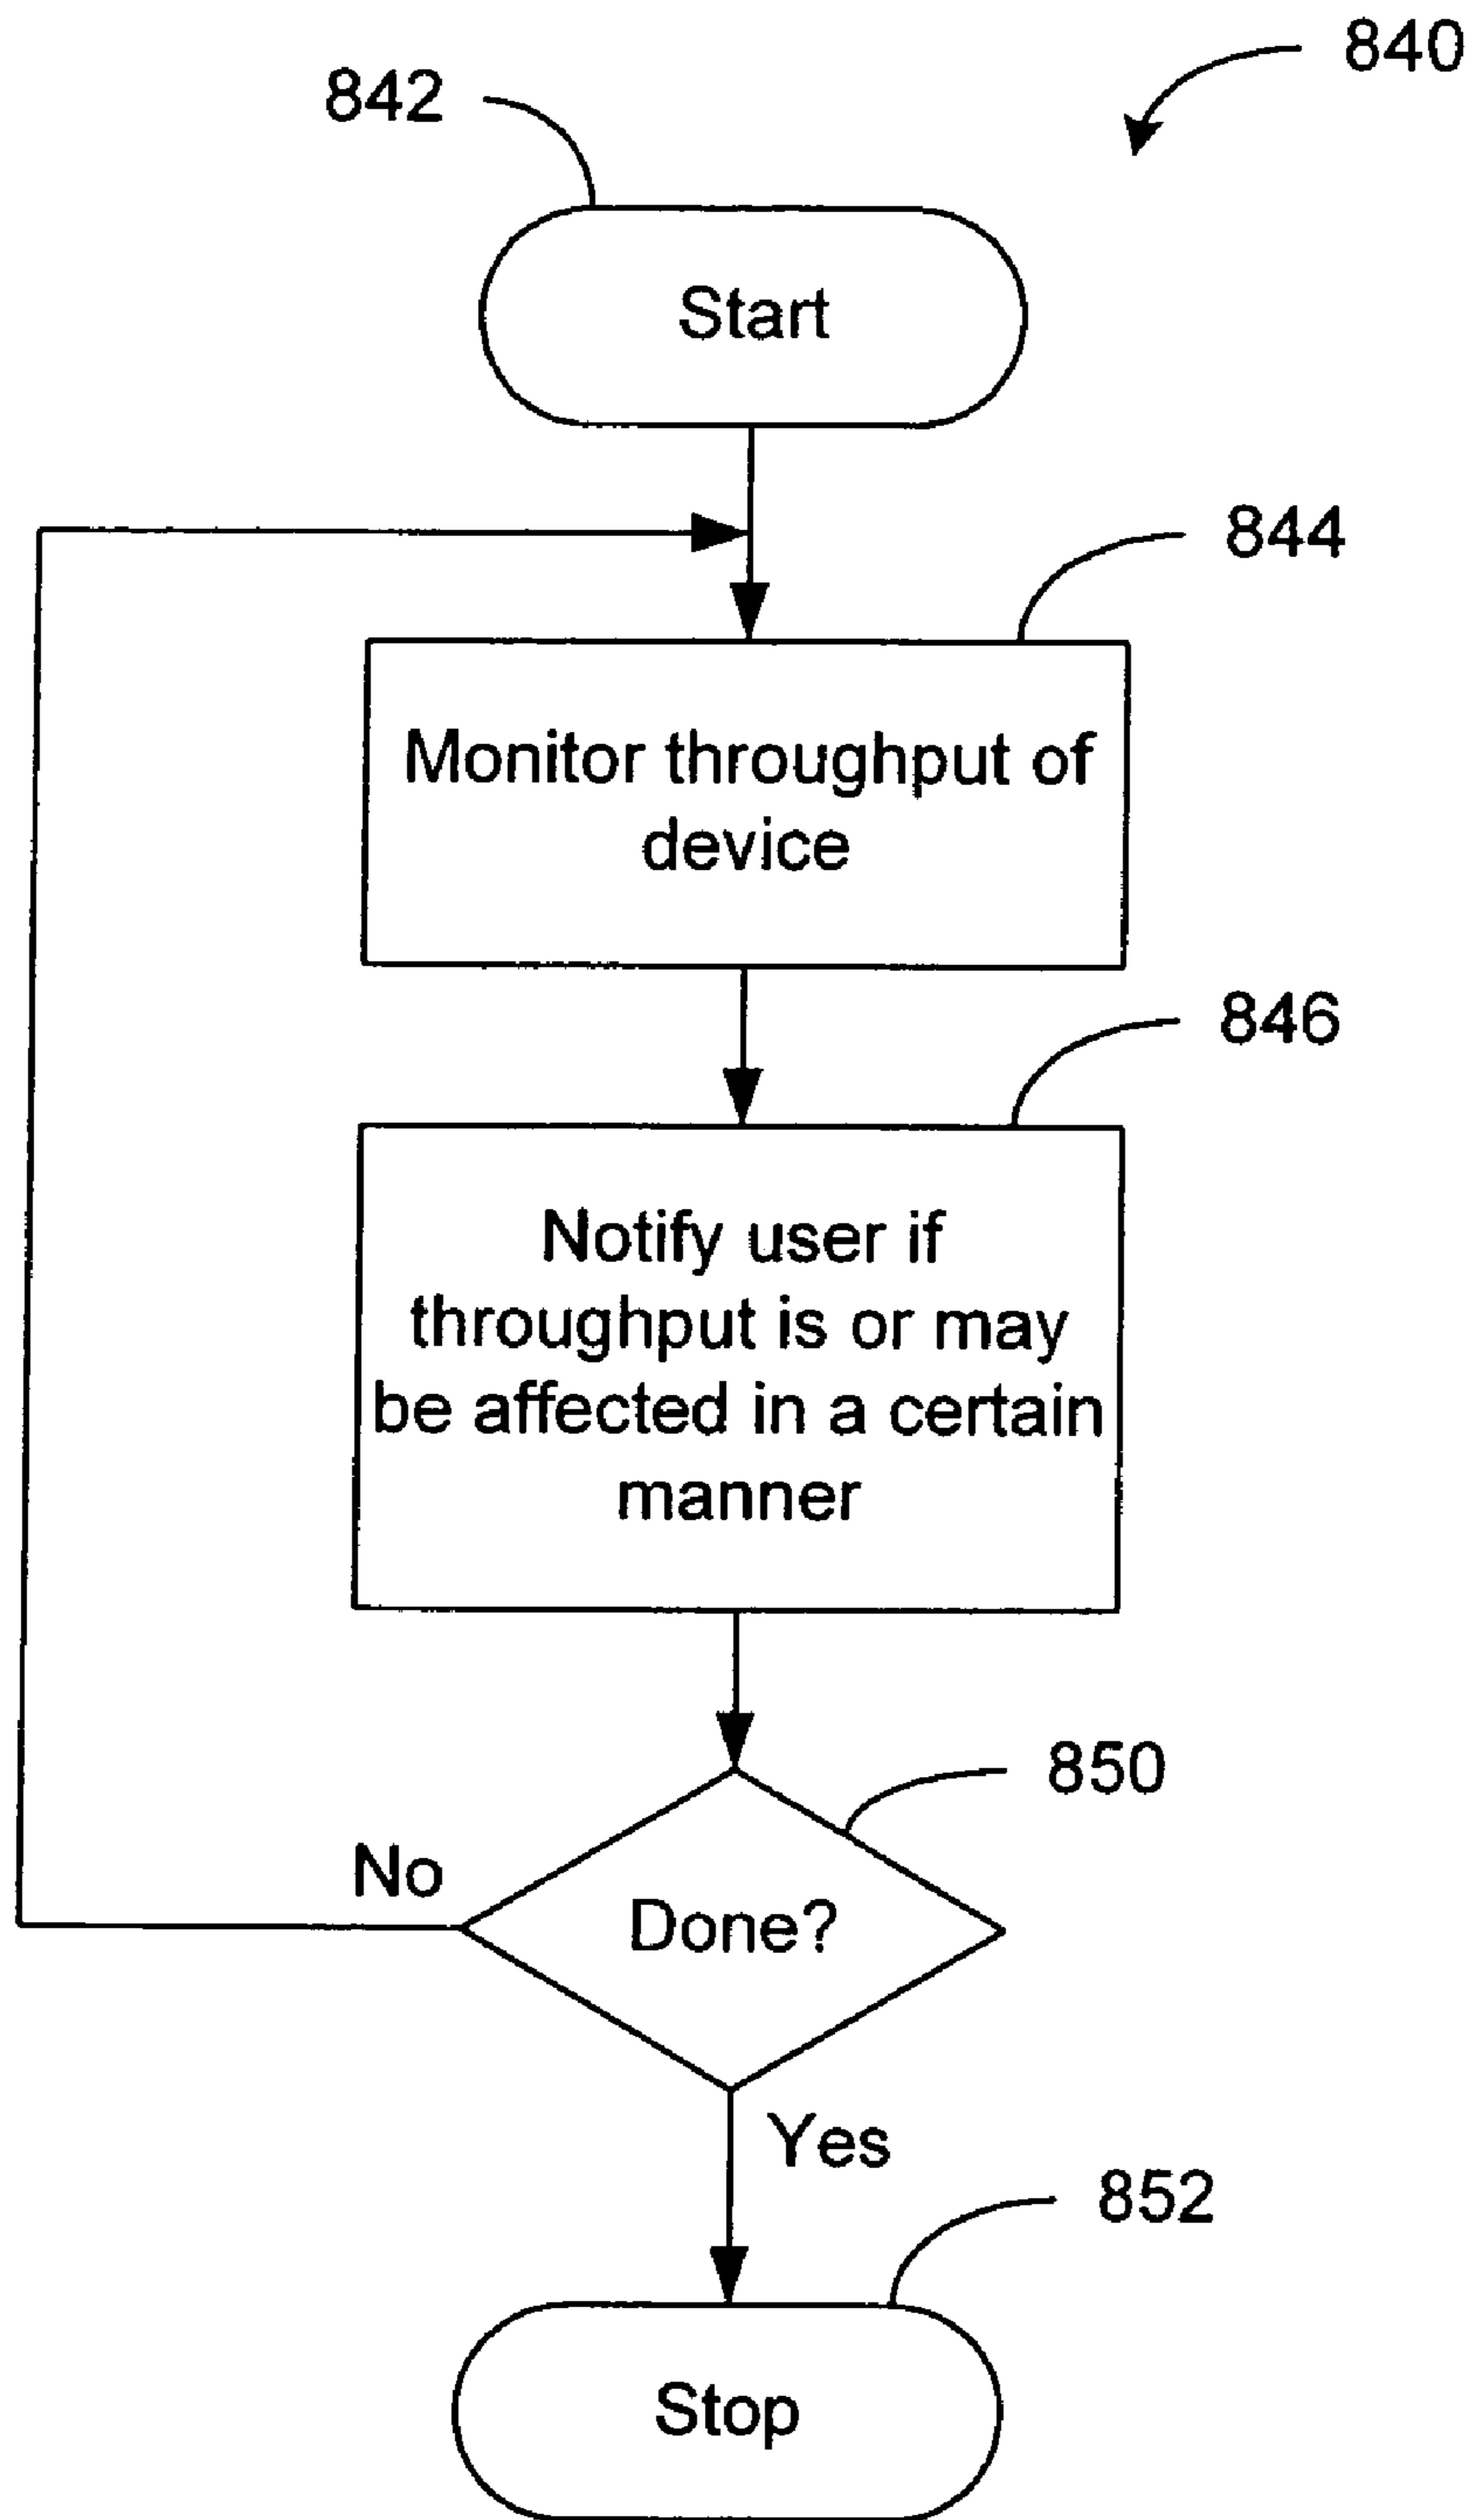 840
842
Start
844
Monitor throughput of
device
846
Notify user if
throughput is or may
be affected in a certain
manner
850
No
Done?
Yes
852
Stop